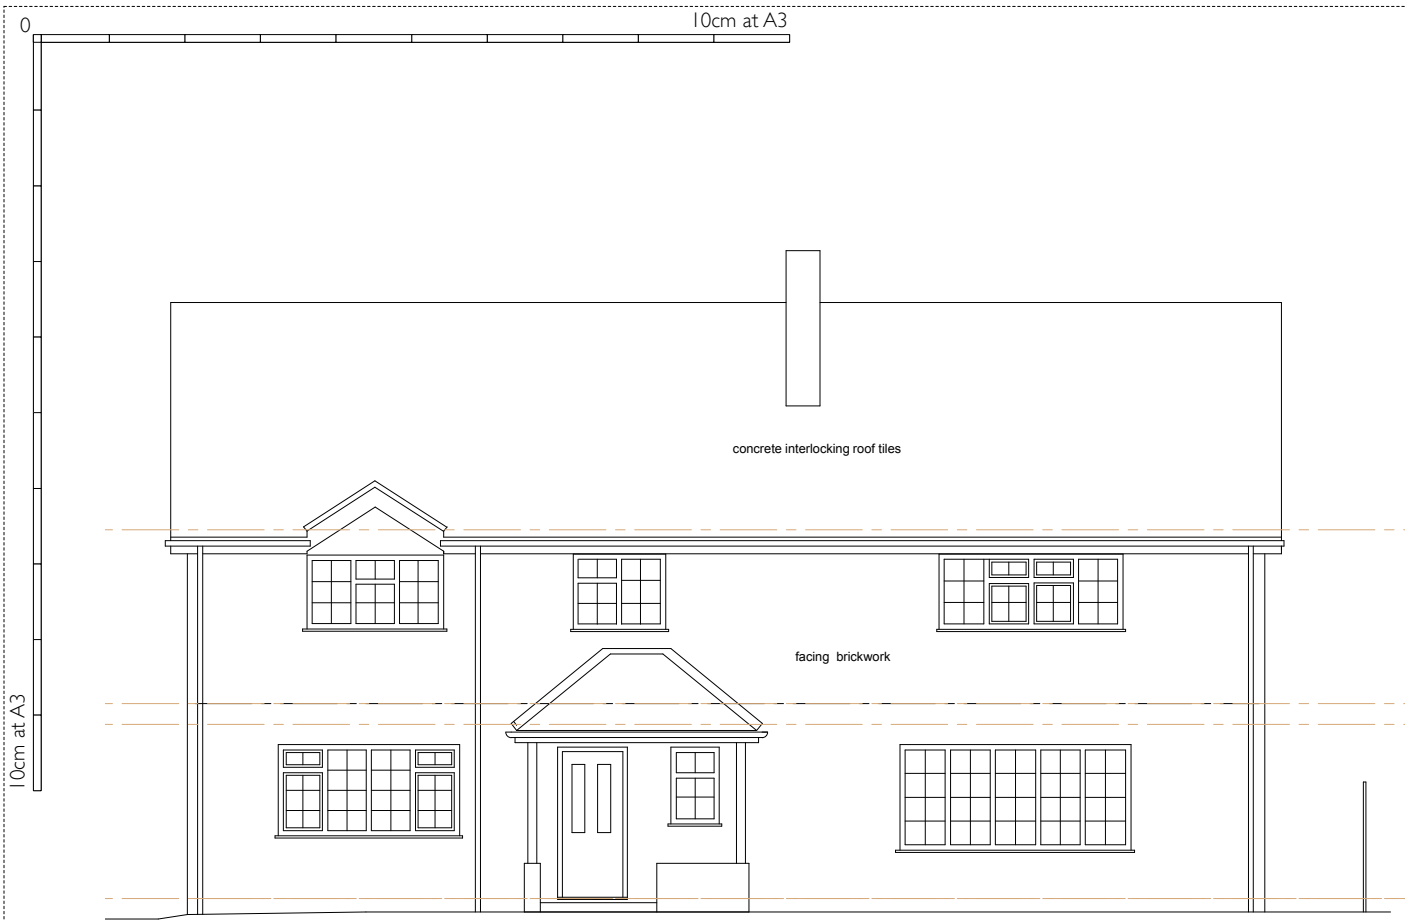 0
10cm at A3
concrete interlocking roof tiles
facing brickwork
10cm at A3